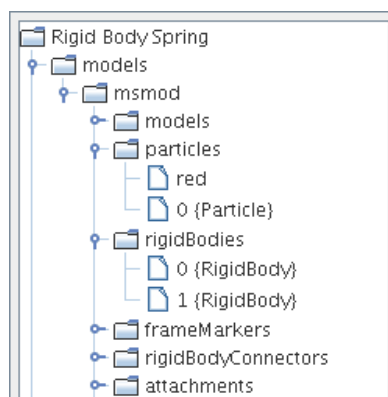 Rigid Body Spring
models
msmod
models
particles
red
0 {Particle}
rigidBodies
0 {RigidBody}
1 {RigidBody}
frameMarkers
rigidBodyConnectors
attachments